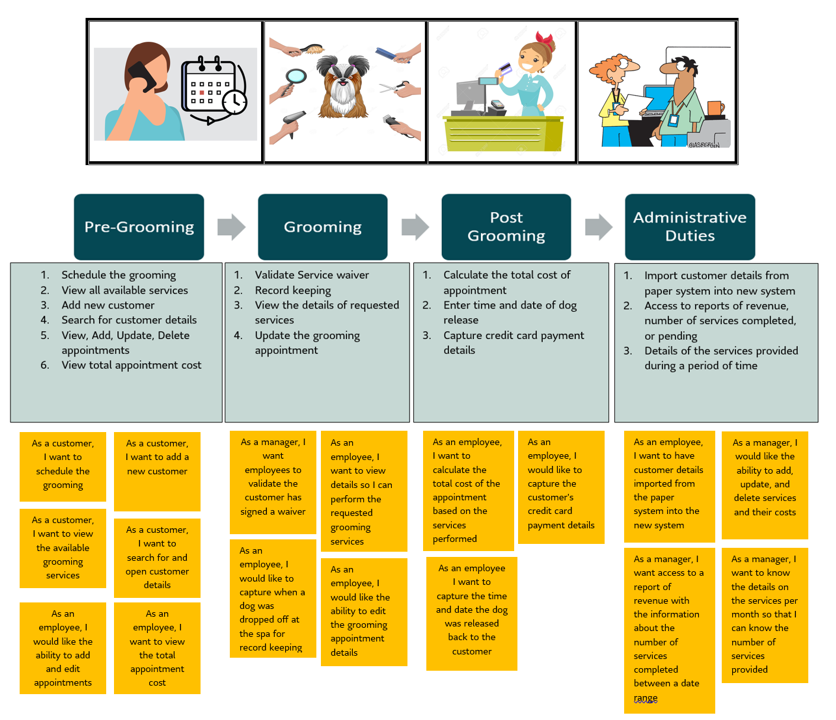 Pre-Grooming
Grooming
Post
Grooming
Administrative
Duties
1. Schedule the grooming
2. View all available services
3. Add new customer
4. Search for customer details
5. View, Add, Update, Delete
appointments
6. View total appointment cost
1. Validate Service waiver
2. Record keeping
3. View the details of requested
services
4. Update the grooming
appointment
1. Calculate the total cost of
appointment
2. Enter time and date of dog
release
3. Capture credit card payment
details
1. Import customer details from
paper system into new system
2. Access to reports of revenue,
number of services completed,
or pending
3. Details of the services provided
during a period of time
As a customer,
I want to
schedule the
grooming
As a customer,
I want to add a
new customer
As a customer,
I want to view
the available
grooming
services
As a customer,
I want to
search for and
open customer
details
As an
employee, I
would like the
ability to add
and edit
appointments
As an
employee, I
want to view
the total
appointment
cost
As a manager, I
want
employees to
validate the
customer has
signed a waiver
As an
employee, I
want to view
details so I can
perform the
requested
grooming
services
As an
employee, I
would like to
capture when a
dog was
dropped off at
the spa for
record keeping
As an
employee, I
would like the
ability to edit
the grooming
appointment
details
As an employee,
I want to
calculate the
total cost of the
appointment
based on the
services
performed
As an
employee, I
would like to
capture the
customer's
credit card
payment details
As an employee
I want to
capture the time
and date the dog
was released
back to the
customer
As an employee,
I want to have
customer details
imported from
the paper
system into the
new system
As a manager, I
would like the
ability to add,
update, and
delete services
and their costs
As a manager, I
want access to a
report of
revenue with
the information
about the
number of
services
completed
between a date
range
As a manager, I
want to know
the details on
the services per
month so that I
can know the
number of
services
provided